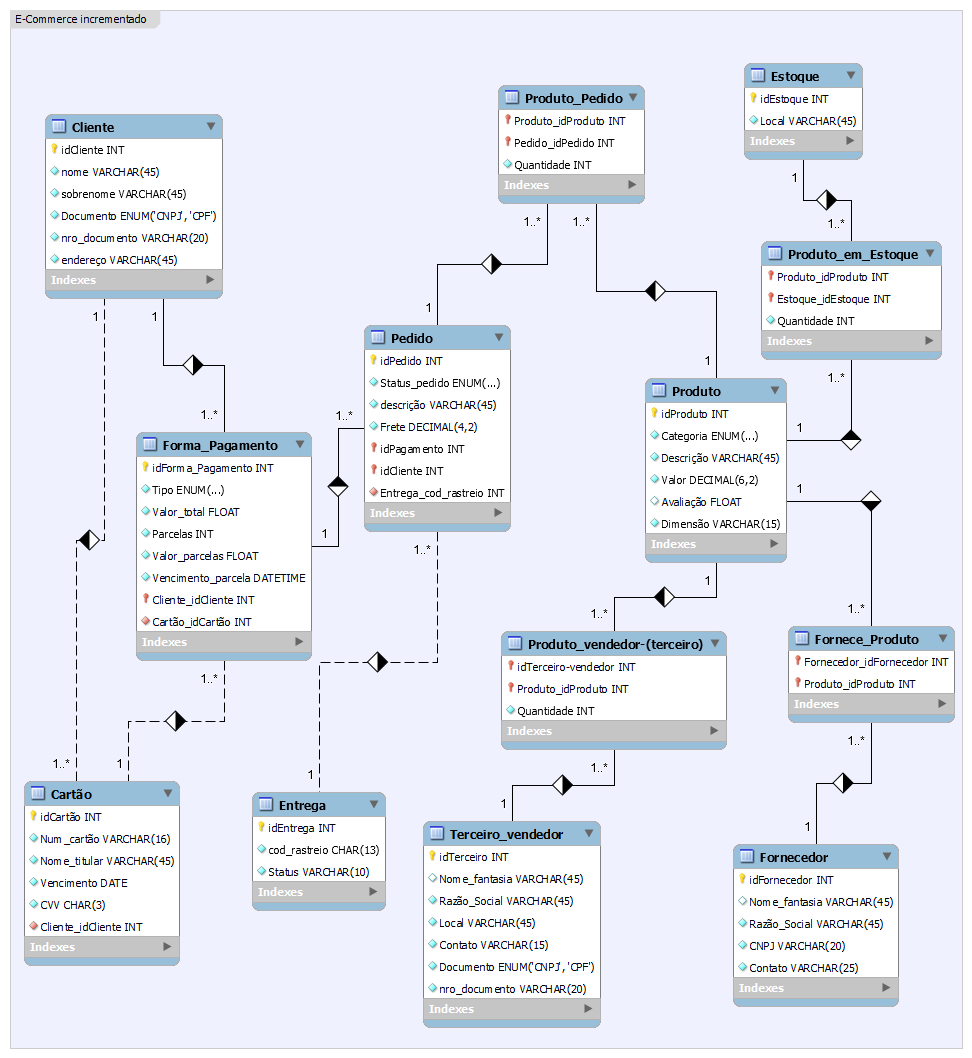 E-Commerce incrementado
Cliente
idCliente INT
nome VARCHAR(45)
sobrenome VARCHAR(45)
Documento ENUM('CNPJ', 'CPF')
nro_documento VARCHAR(20)
endereço VARCHAR(45)
Indexes
Produto_Pedido
Produto_idProduto INT
Pedido_idPedido INT
Quantidade INT
Indexes
Estoque
idEstoque INT
Local VARCHAR(45)
Indexes
1
1..*
Produto_em_Estoque
Produto_idProduto INT
Estoque_idEstoque INT
Quantidade INT
Indexes
1..*
1
1..*
1..*
1
1
Pedido
idPedido INT
Status_pedido ENUM(...)
descrição VARCHAR(45)
Frete DECIMAL(4,2)
idPagamento INT
idCliente INT
Entrega_cod_rastreio INT
Indexes
Produto
idProduto INT
Categoria ENUM(...)
Descrição VARCHAR(45)
Valor DECIMAL(6,2)
Avaliação FLOAT
Dimensão VARCHAR(15)
Indexes
1
1
1..*
1..*
1
Forma_Pagamento
idForma_Pagamento INT
Tipo ENUM(...)
Valor_total FLOAT
Parcelas INT
Valor_parcelas FLOAT
Vencimento_parcela DATETIME
Cliente_idCliente INT
Cartão_idCartão INT
Indexes
1
1..*
1
1..*
1..*
Produto_vendedor-(terceiro)
idTerceiro-vendedor INT
Produto_idProduto INT
Quantidade INT
Indexes
Fornece_Produto
Fornecedor_idFornecedor INT
Produto_idProduto INT
Indexes
1..*
1..*
1
1
1..*
1
1..*
1
Cartão
idCartão INT
Num_cartão VARCHAR(16)
Nome_titular VARCHAR(45)
Vencimento DATE
CVV CHAR(3)
Cliente_idCliente INT
Indexes
Entrega
idEntrega INT
cod_rastreio CHAR(13)
Status VARCHAR(10)
Indexes
Terceiro_vendedor
idTerceiro INT
Nome_fantasia VARCHAR(45)
Razão_Social VARCHAR(45)
Local VARCHAR(45)
Contato VARCHAR(15)
Documento ENUM('CNPJ', 'CPF')
nro_documento VARCHAR(20)
Indexes
Fornecedor
idFornecedor INT
Nome_fantasia VARCHAR(45)
Razão_Social VARCHAR(45)
CNPJ VARCHAR(20)
Contato VARCHAR(25)
Indexes